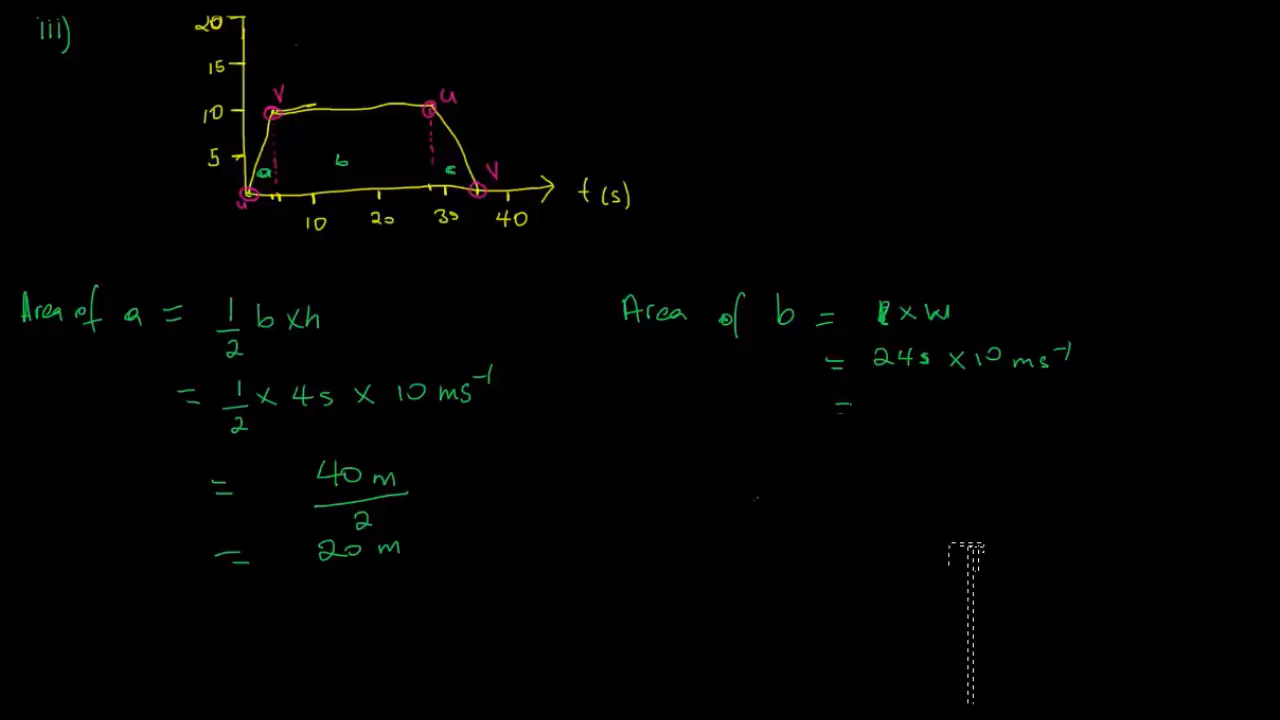 iii)
20
15
10
5
V
u
a
b
c
V
u
10
20
30
40
t (s)
Area of a = 1/2 b x h
= 1/2 x 4s x 10 ms⁻¹
= 40 m / 2
= 20 m
Area of b = l x w
= 24s x 10 ms⁻¹
=